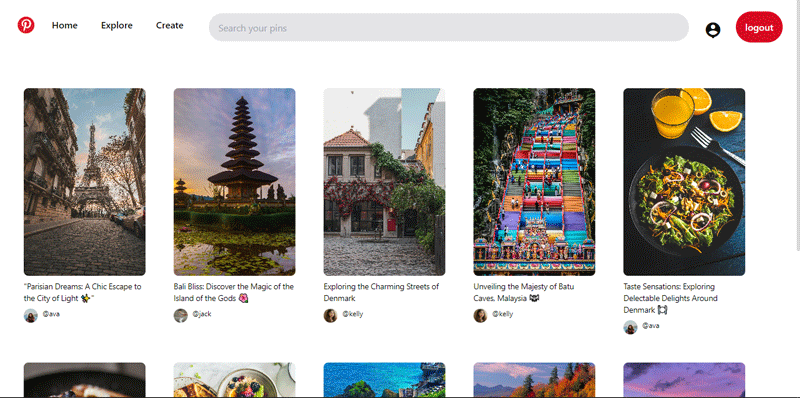 Home Explore Create Search your pins logout
"Parisian Dreams: A Chic Escape to
the City of Light ✨"
@ava
Bali Bliss: Discover the Magic of the
Island of the Gods 🌺
@jack
Exploring the Charming Streets of
Denmark
@kelly
Unveiling the Majesty of Batu
Caves, Malaysia 🐒
@kelly
Taste Sensations: Exploring
Delectable Delights Around
Denmark 🍽
@ava